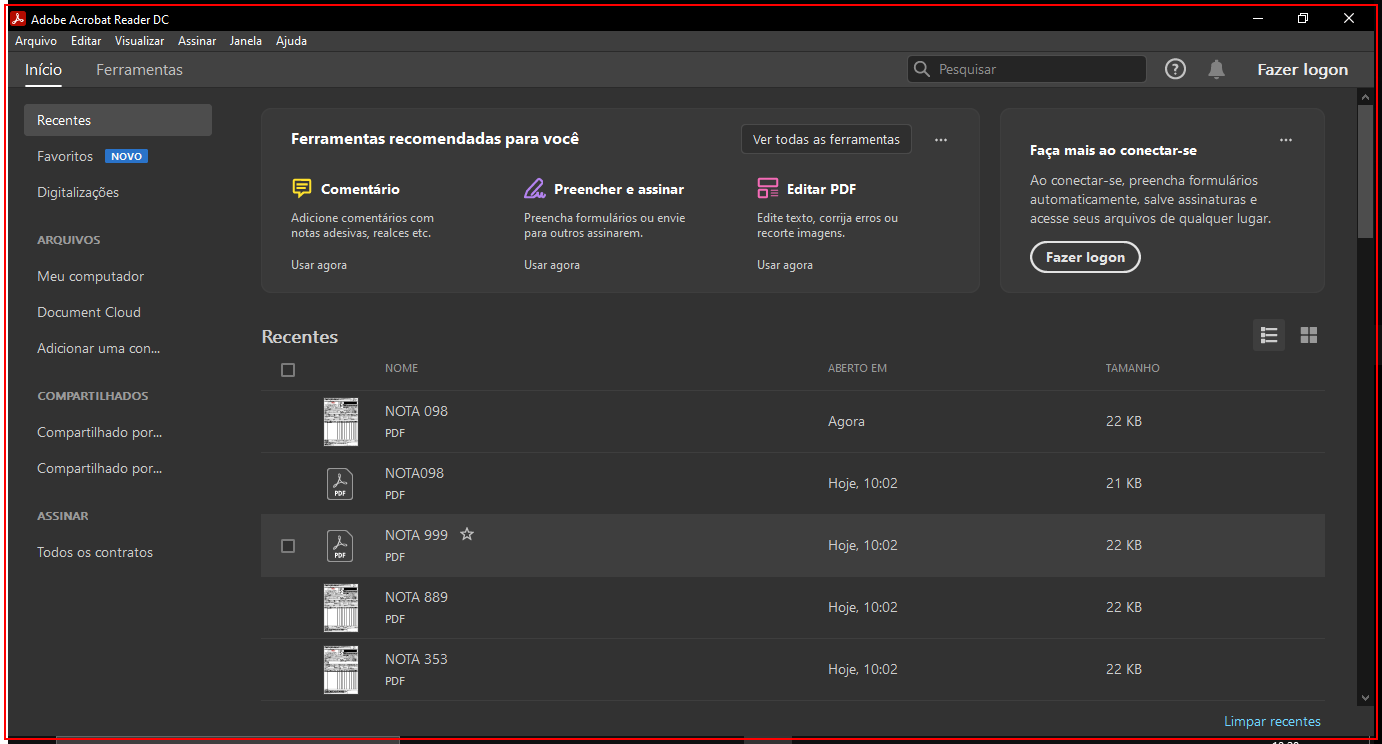 Adobe Acrobat Reader DC
Arquivo Editar Visualizar Assinar Janela Ajuda
Início Ferramentas Pesquisar Fazer logon
Recentes
Favoritos NOVO
Digitalizações
ARQUIVOS
Meu computador
Document Cloud
Adicionar uma con...
COMPARTILHADOS
Compartilhado por...
Compartilhado por...
ASSINAR
Todos os contratos
Ferramentas recomendadas para você
Ver todas as ferramentas
Comentário
Adicione comentários com
notas adesivas, realces etc.
Usar agora
Preencher e assinar
Preencha formulários ou envie
para outros assinarem.
Usar agora
Editar PDF
Edite texto, corrija erros ou
recorte imagens.
Usar agora
Faça mais ao conectar-se
Ao conectar-se, preencha formulários
automaticamente, salve assinaturas e
acesse seus arquivos de qualquer lugar.
Fazer logon
Recentes
NOME ABERTO EM TAMANHO
NOTA 098
PDF
Agora 22 KB
PDF
NOTA098
PDF
Hoje, 10:02 21 KB
PDF
NOTA 999
PDF
Hoje, 10:02 22 KB
NOTA 889
PDF
Hoje, 10:02 22 KB
NOTA 353
PDF
Hoje, 10:02 22 KB
Limpar recentes